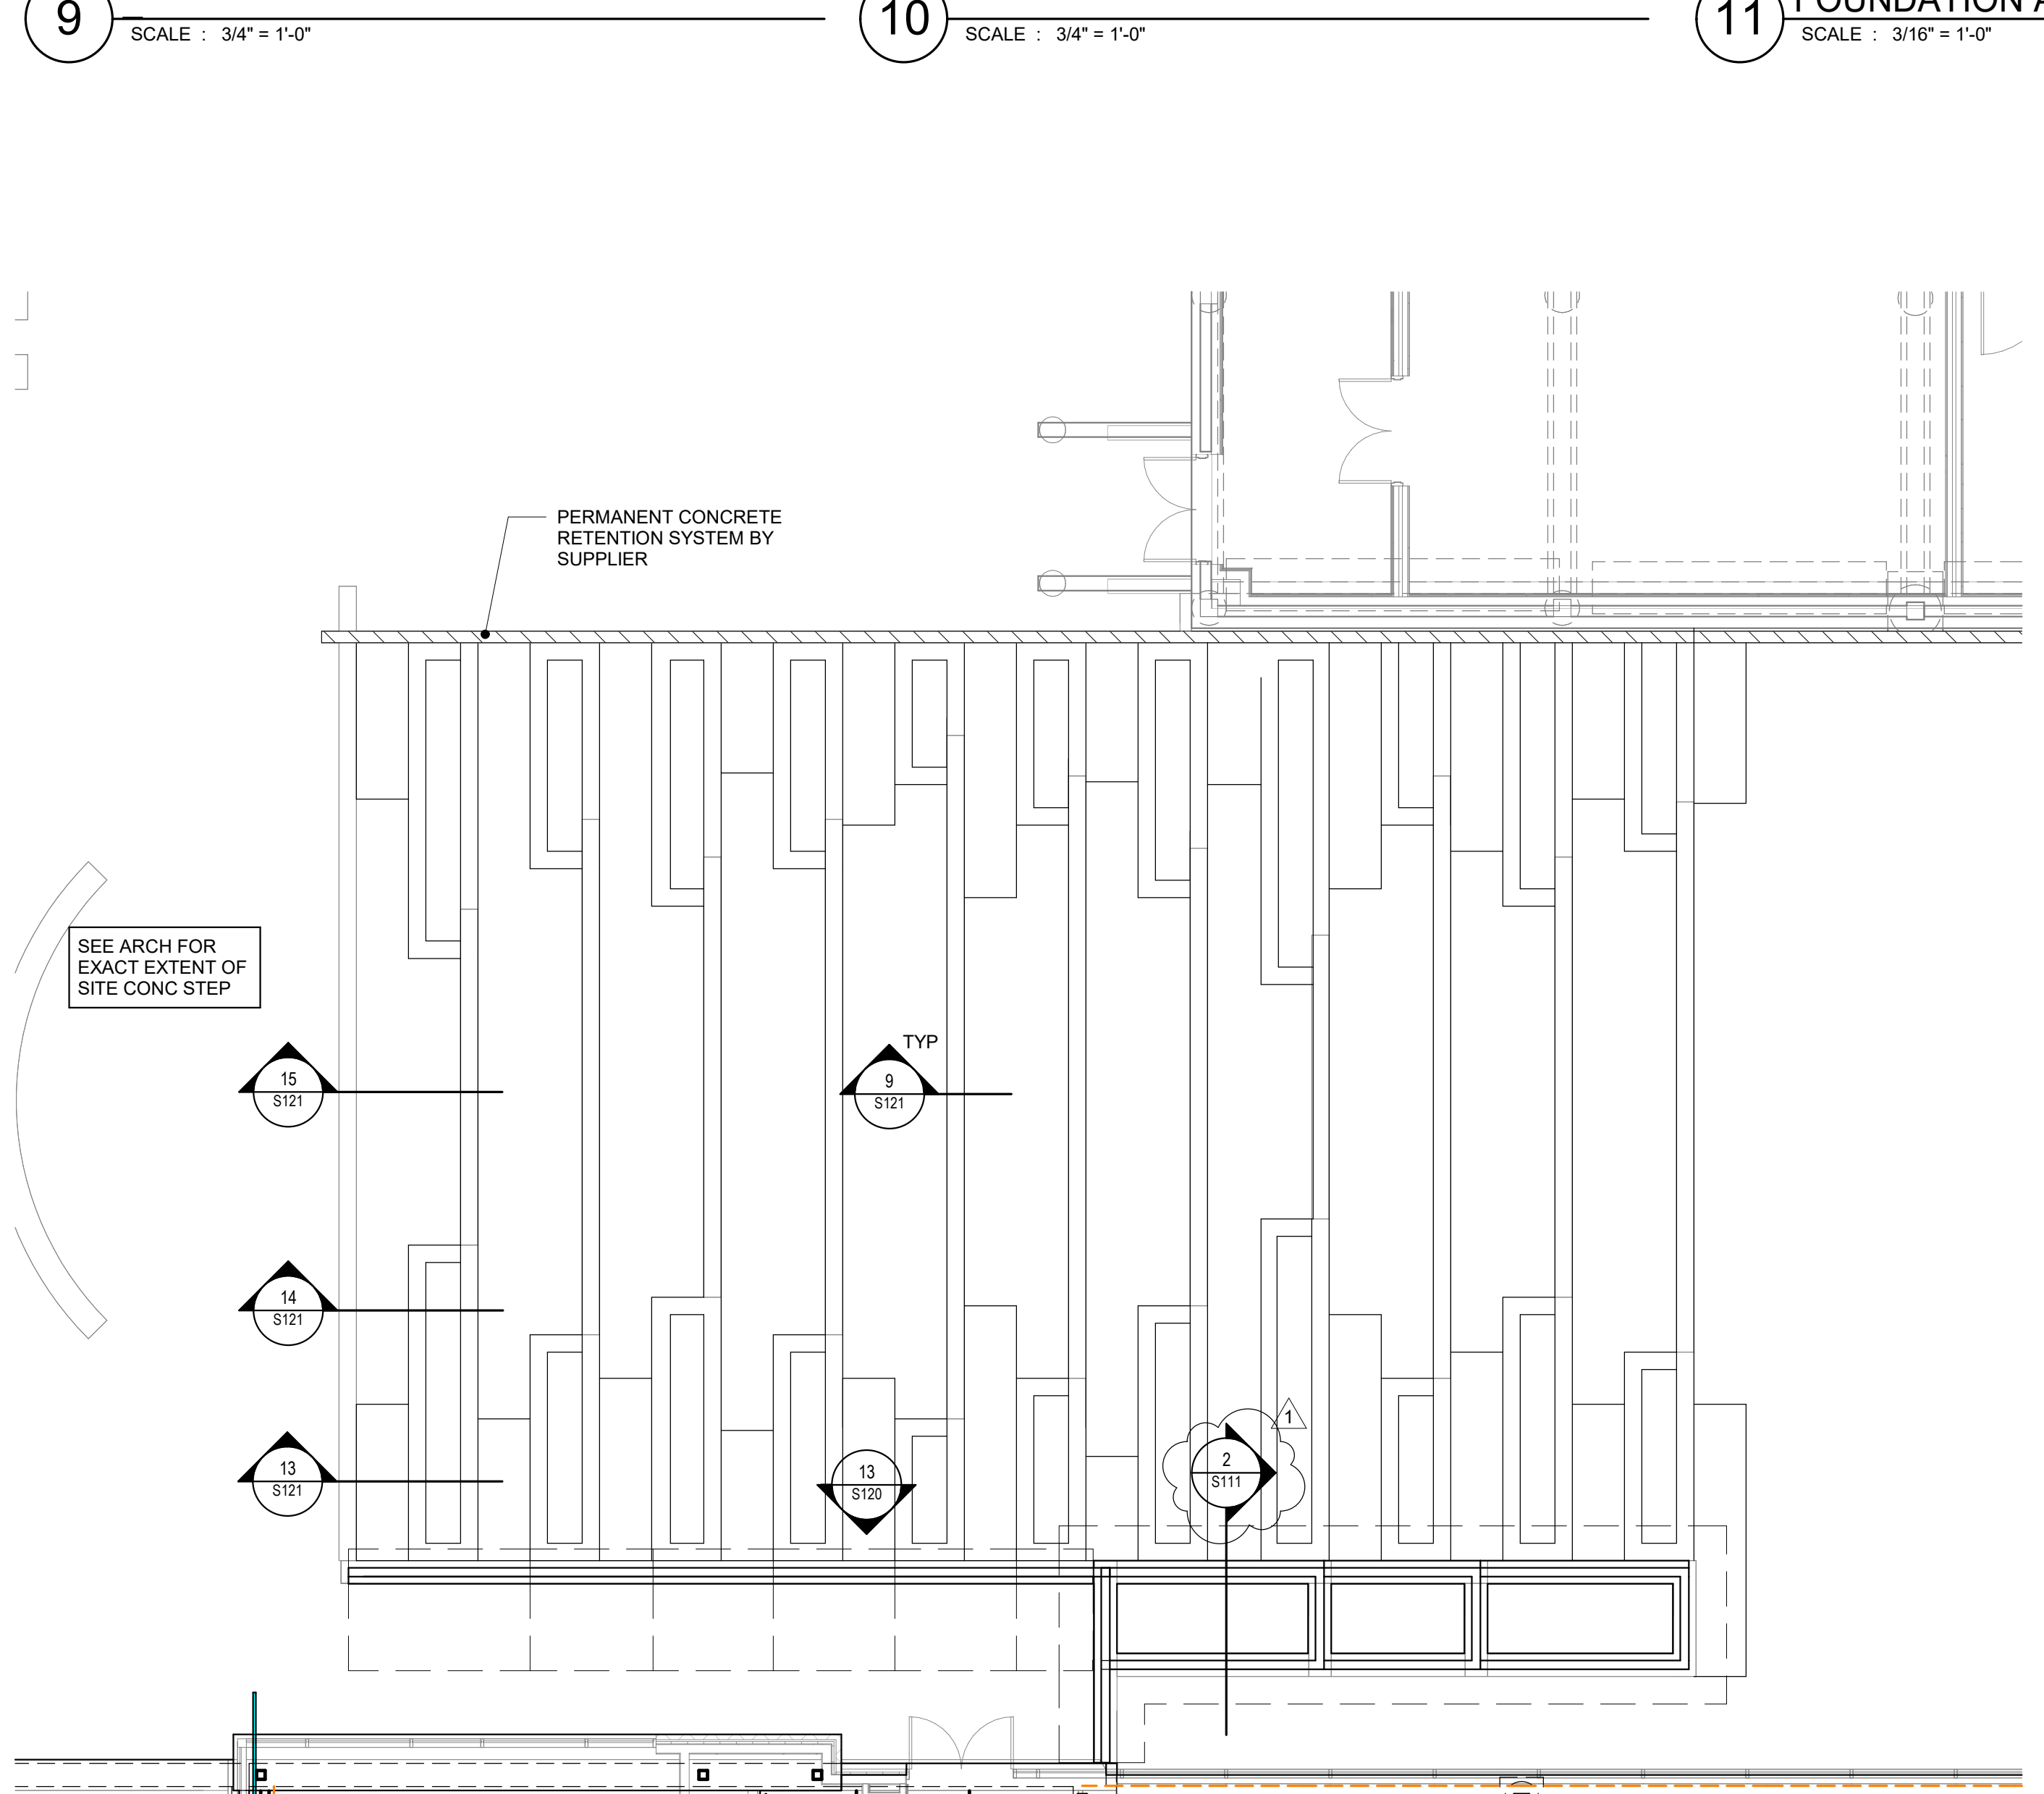 9
SCALE : 3/4" = 1'-0"
10
SCALE : 3/4" = 1'-0"
11
FOUNDATION
SCALE : 3/16" = 1'-0"
PERMANENT CONCRETE
RETENTION SYSTEM BY
SUPPLIER
SEE ARCH FOR
EXACT EXTENT OF
SITE CONC STEP
15
S121
TYP
9
S121
14
S121
1
13
S121
13
S120
2
S111